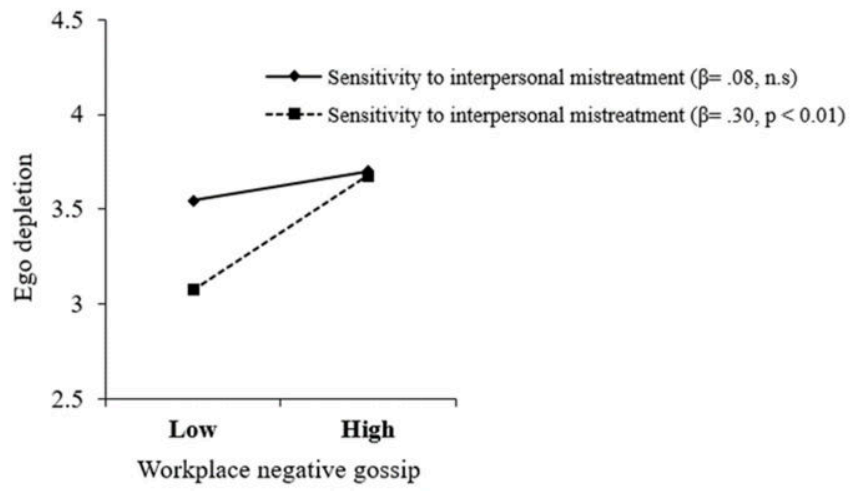 4.5
Sensitivity to interpersonal mistreatment (β= .08, n.s)
4
Sensitivity to interpersonal mistreatment (β= .30, p < 0.01)
3.5
Ego depletion
3
2.5
Low High
Workplace negative gossip